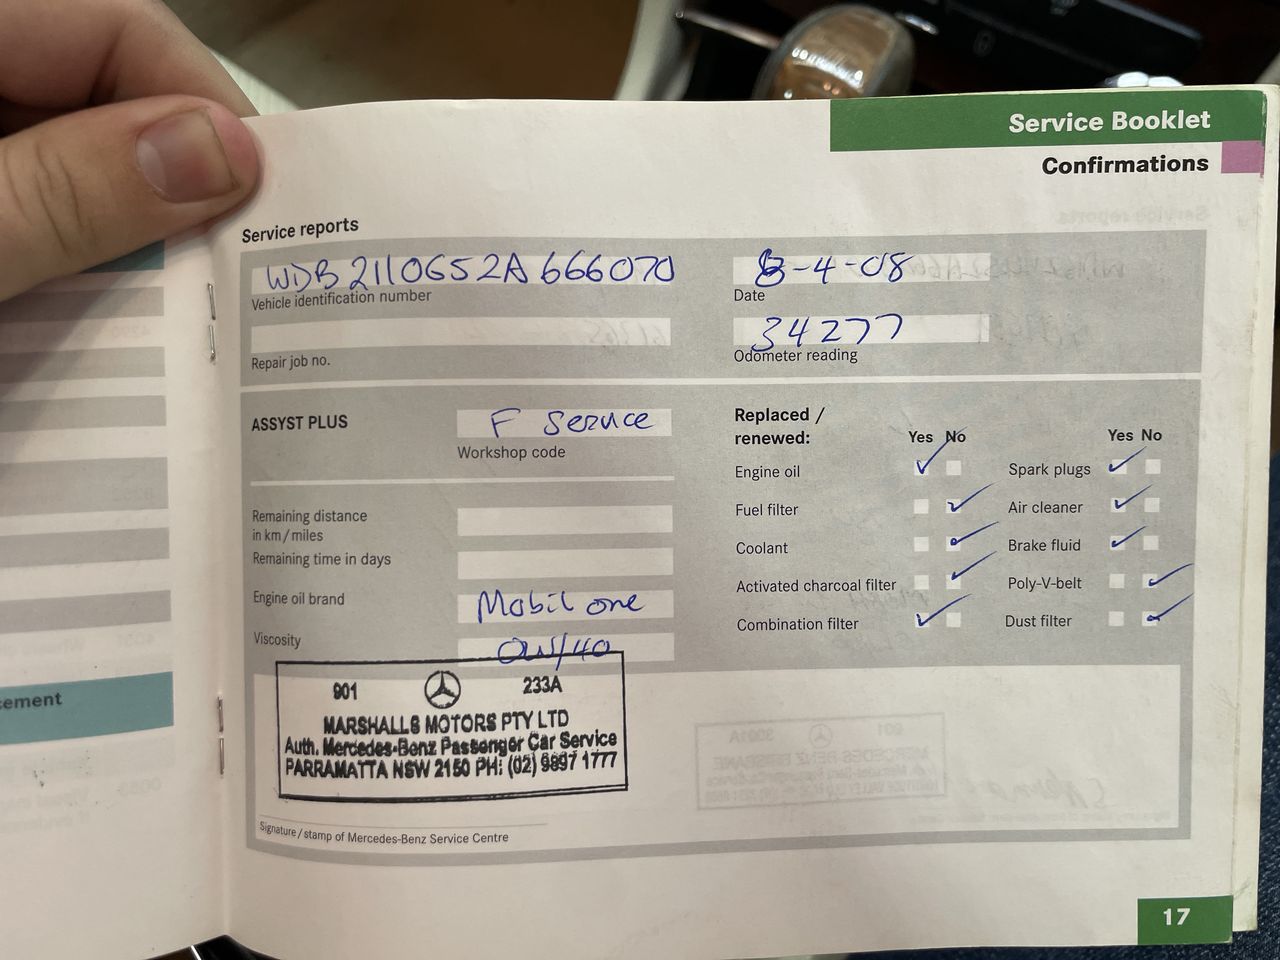 Service Booklet
Confirmations
Service reports
WDB2110652A666070
Vehicle identification number
8-4-08
Date
Repair job no.
34277
Odometer reading
ASSYST PLUS
F Service
Workshop code
Remaining distance
in km/miles
Remaining time in days
Engine oil brand
Mobil one
Viscosity
0W/40
Replaced /
renewed:
Yes No
Yes No
Engine oil
Spark plugs
Fuel filter
Air cleaner
Coolant
Brake fluid
Activated charcoal filter
Poly-V-belt
Combination filter
Dust filter
901 233A
MARSHALLS MOTORS PTY LTD
Auth. Mercedes-Benz Passenger Car Service
PARRAMATTA NSW 2150 PH: (02) 9897 1777
Signature / stamp of Mercedes-Benz Service Centre
cement
17